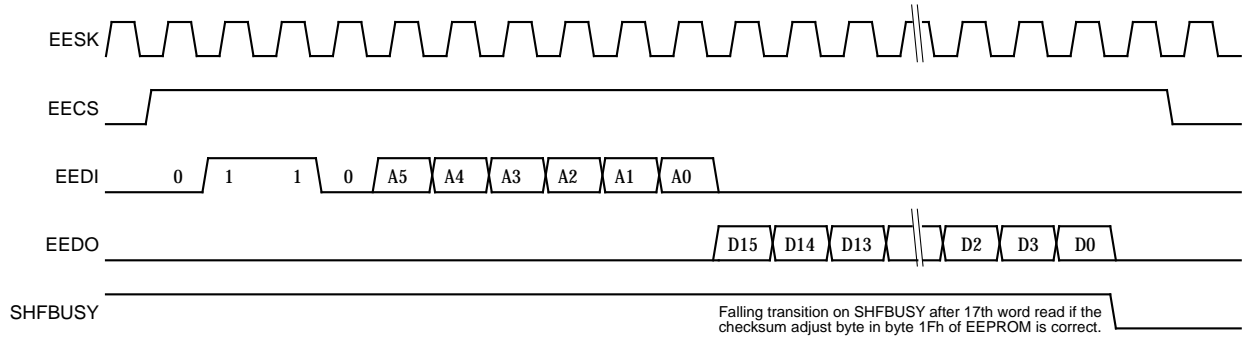 EESK
EECS
EEDI 0 1 1 0 A5 A4 A3 A2 A1 A0
EEDO D15 D14 D13 D2 D3 D0
SHFBUSY
Falling transition on SHFBUSY after 17th word read if the
checksum adjust byte in byte 1Fh of EEPROM is correct.